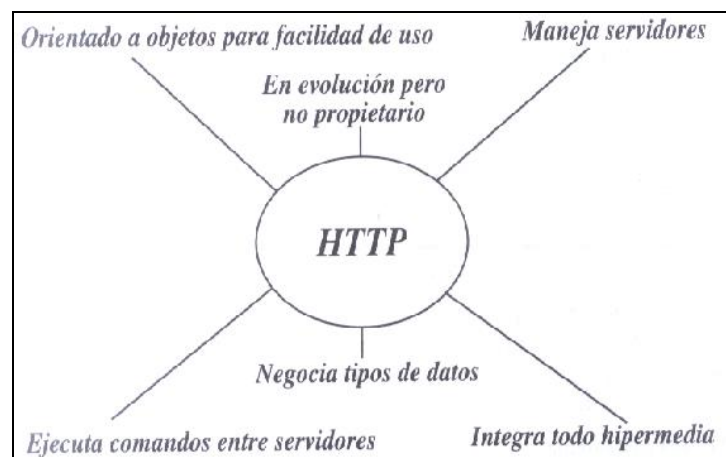 Orientado a objetos para facilidad de uso
Maneja servidores
En evolución pero
no propietario
HTTP
Negocia tipos de datos
Ejecuta comandos entre servidores
Integra todo hipermedia